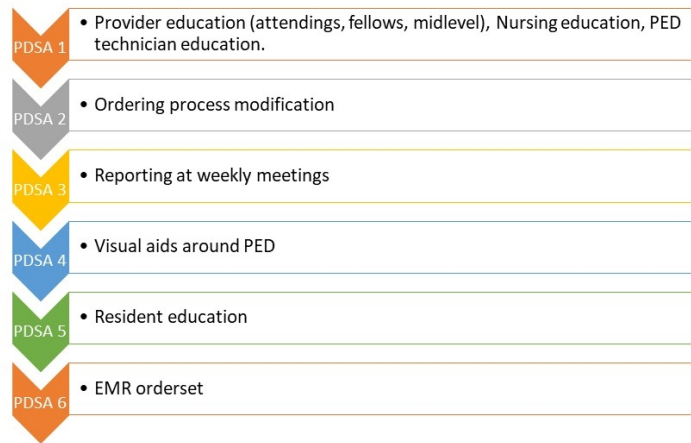 PDSA 1
• Provider education (attendings, fellows, midlevel), Nursing education, PED
technician education.
PDSA 2
• Ordering process modification
PDSA 3
• Reporting at weekly meetings
PDSA 4
• Visual aids around PED
PDSA 5
• Resident education
PDSA 6
• EMR orderset